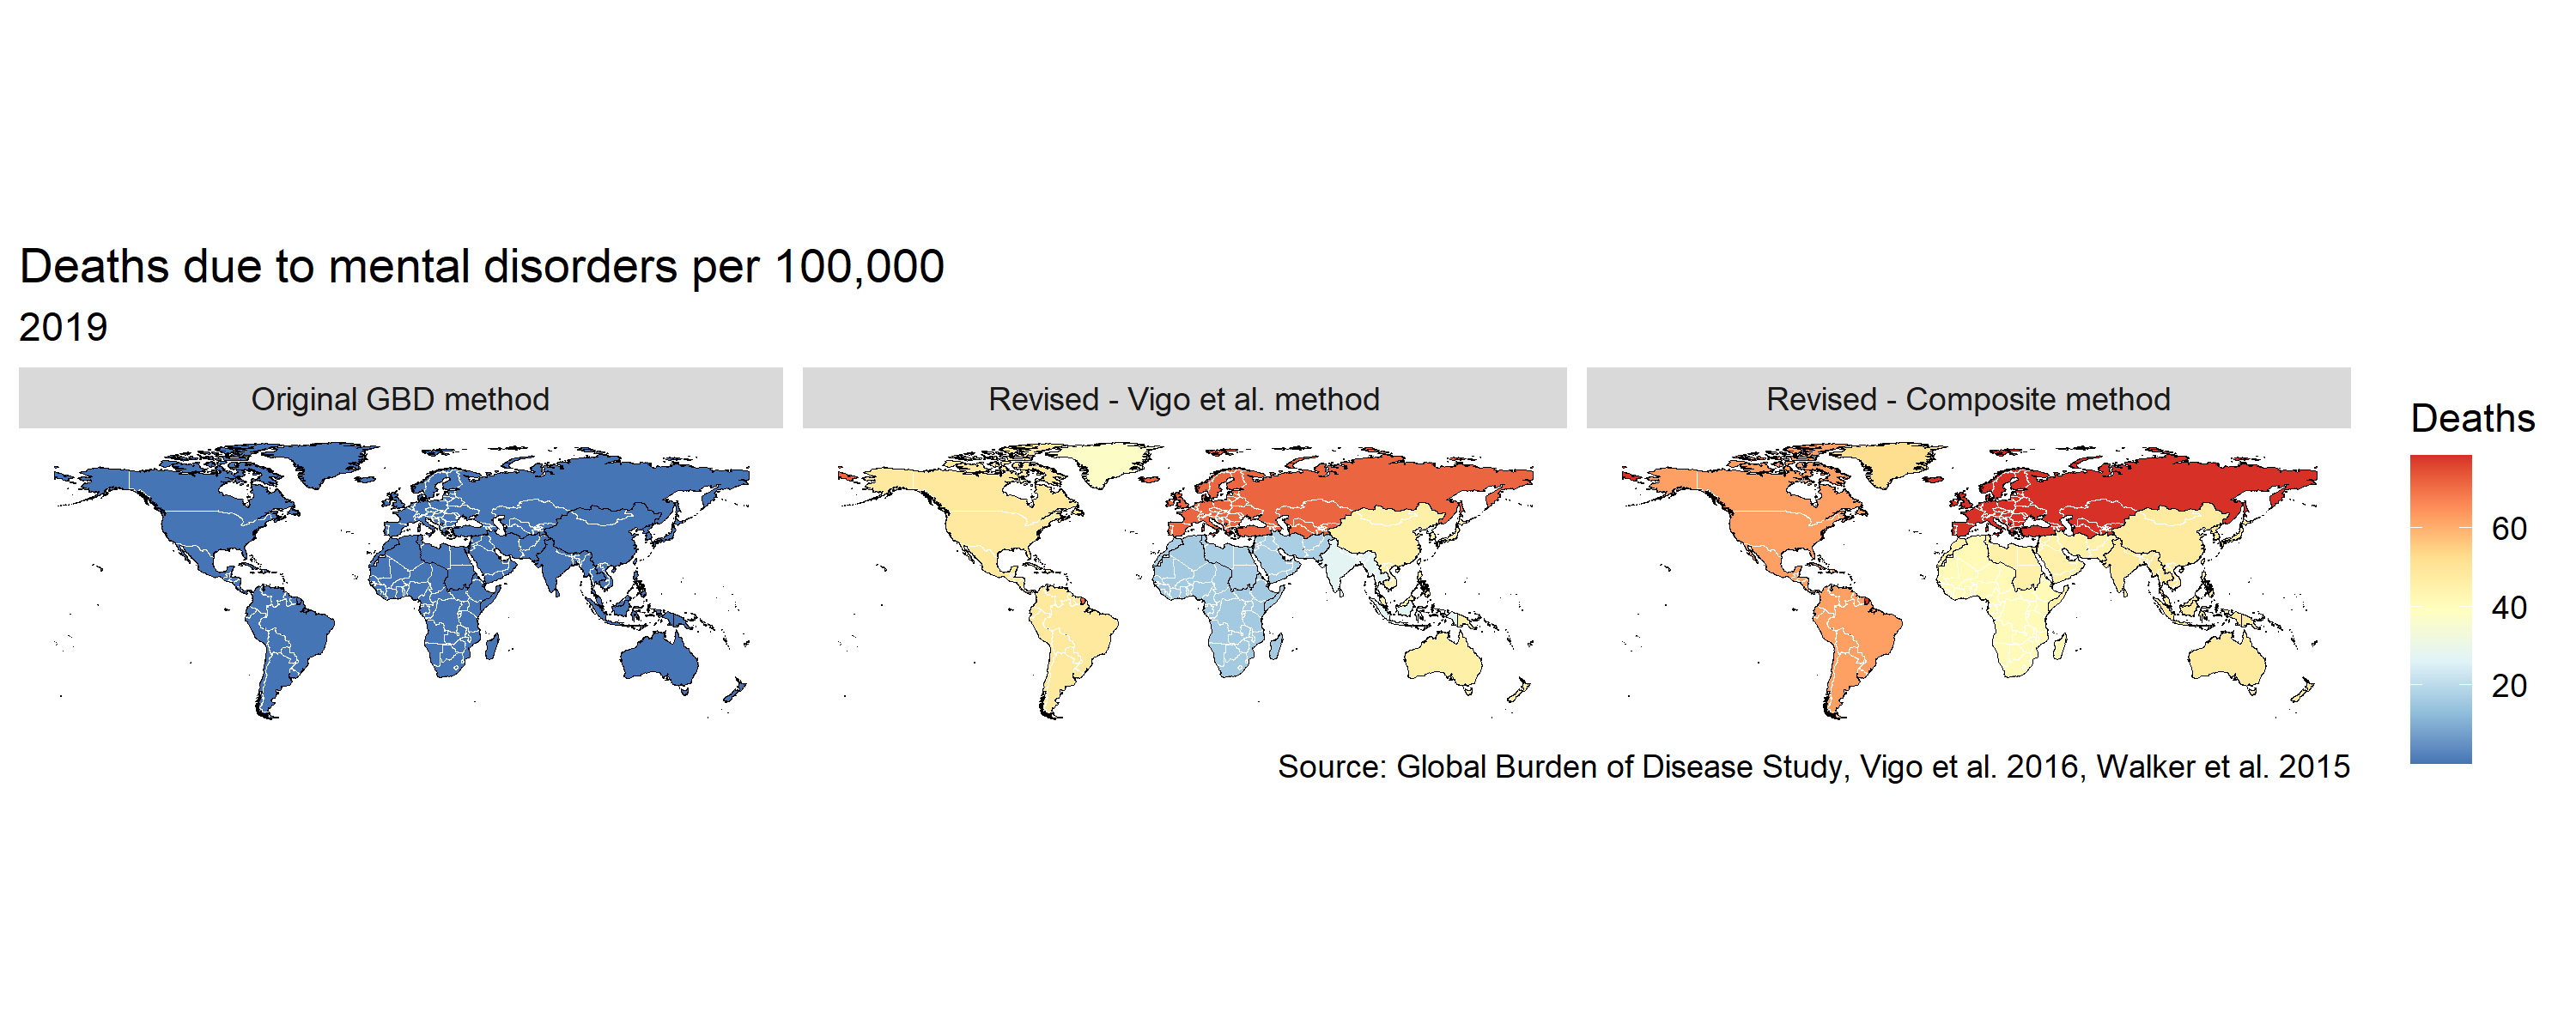 Deaths due to mental disorders per 100,000
2019
Original GBD method
Revised - Vigo et al. method
Revised - Composite method
Deaths
60
40
20
Source: Global Burden of Disease Study, Vigo et al. 2016, Walker et al. 2015